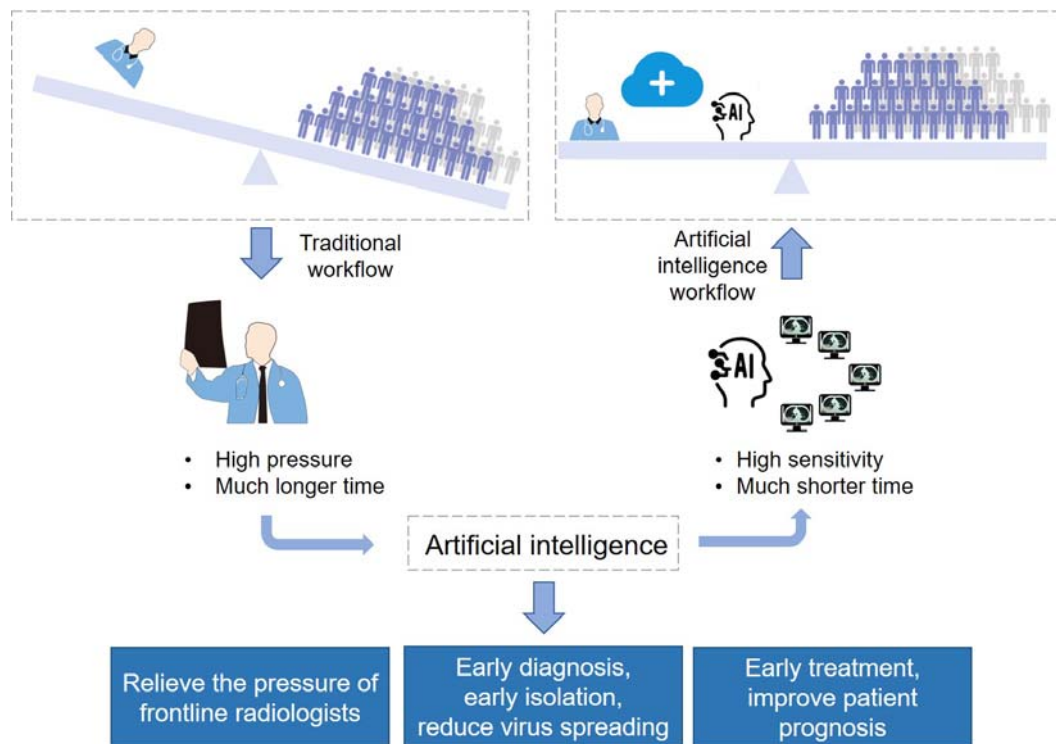 AI
Traditional
workflow
Artificial
intelligence
workflow
AI
• High pressure
• Much longer time
• High sensitivity
• Much shorter time
Artificial intelligence
Relieve the pressure of
frontline radiologists
Early diagnosis,
early isolation,
reduce virus spreading
Early treatment,
improve patient
prognosis